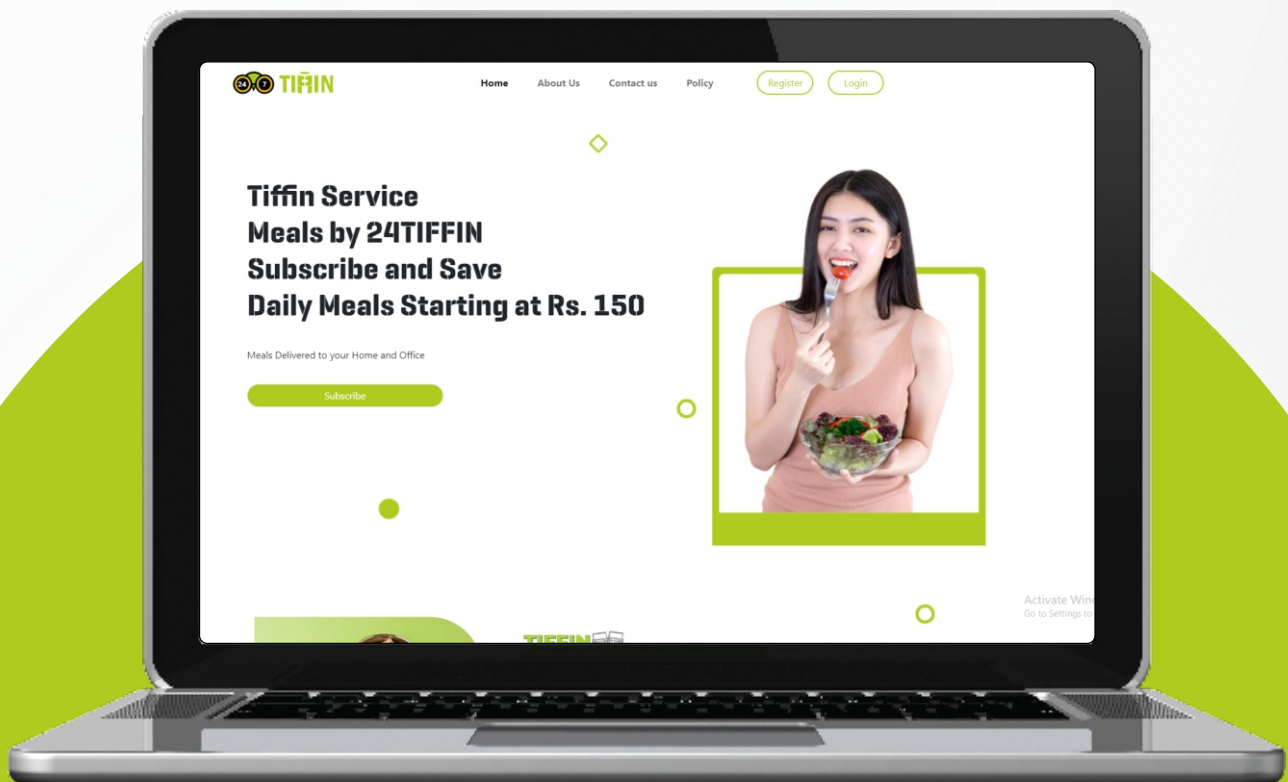 24 7 TIFFIN
Home About Us Contact us Policy Register Login
Tiffin Service
Meals by 24TIFFIN
Subscribe and Save
Daily Meals Starting at Rs. 150
Meals Delivered to your Home and Office
Subscribe
Activate Win
Go to Settings to
TIFFIN